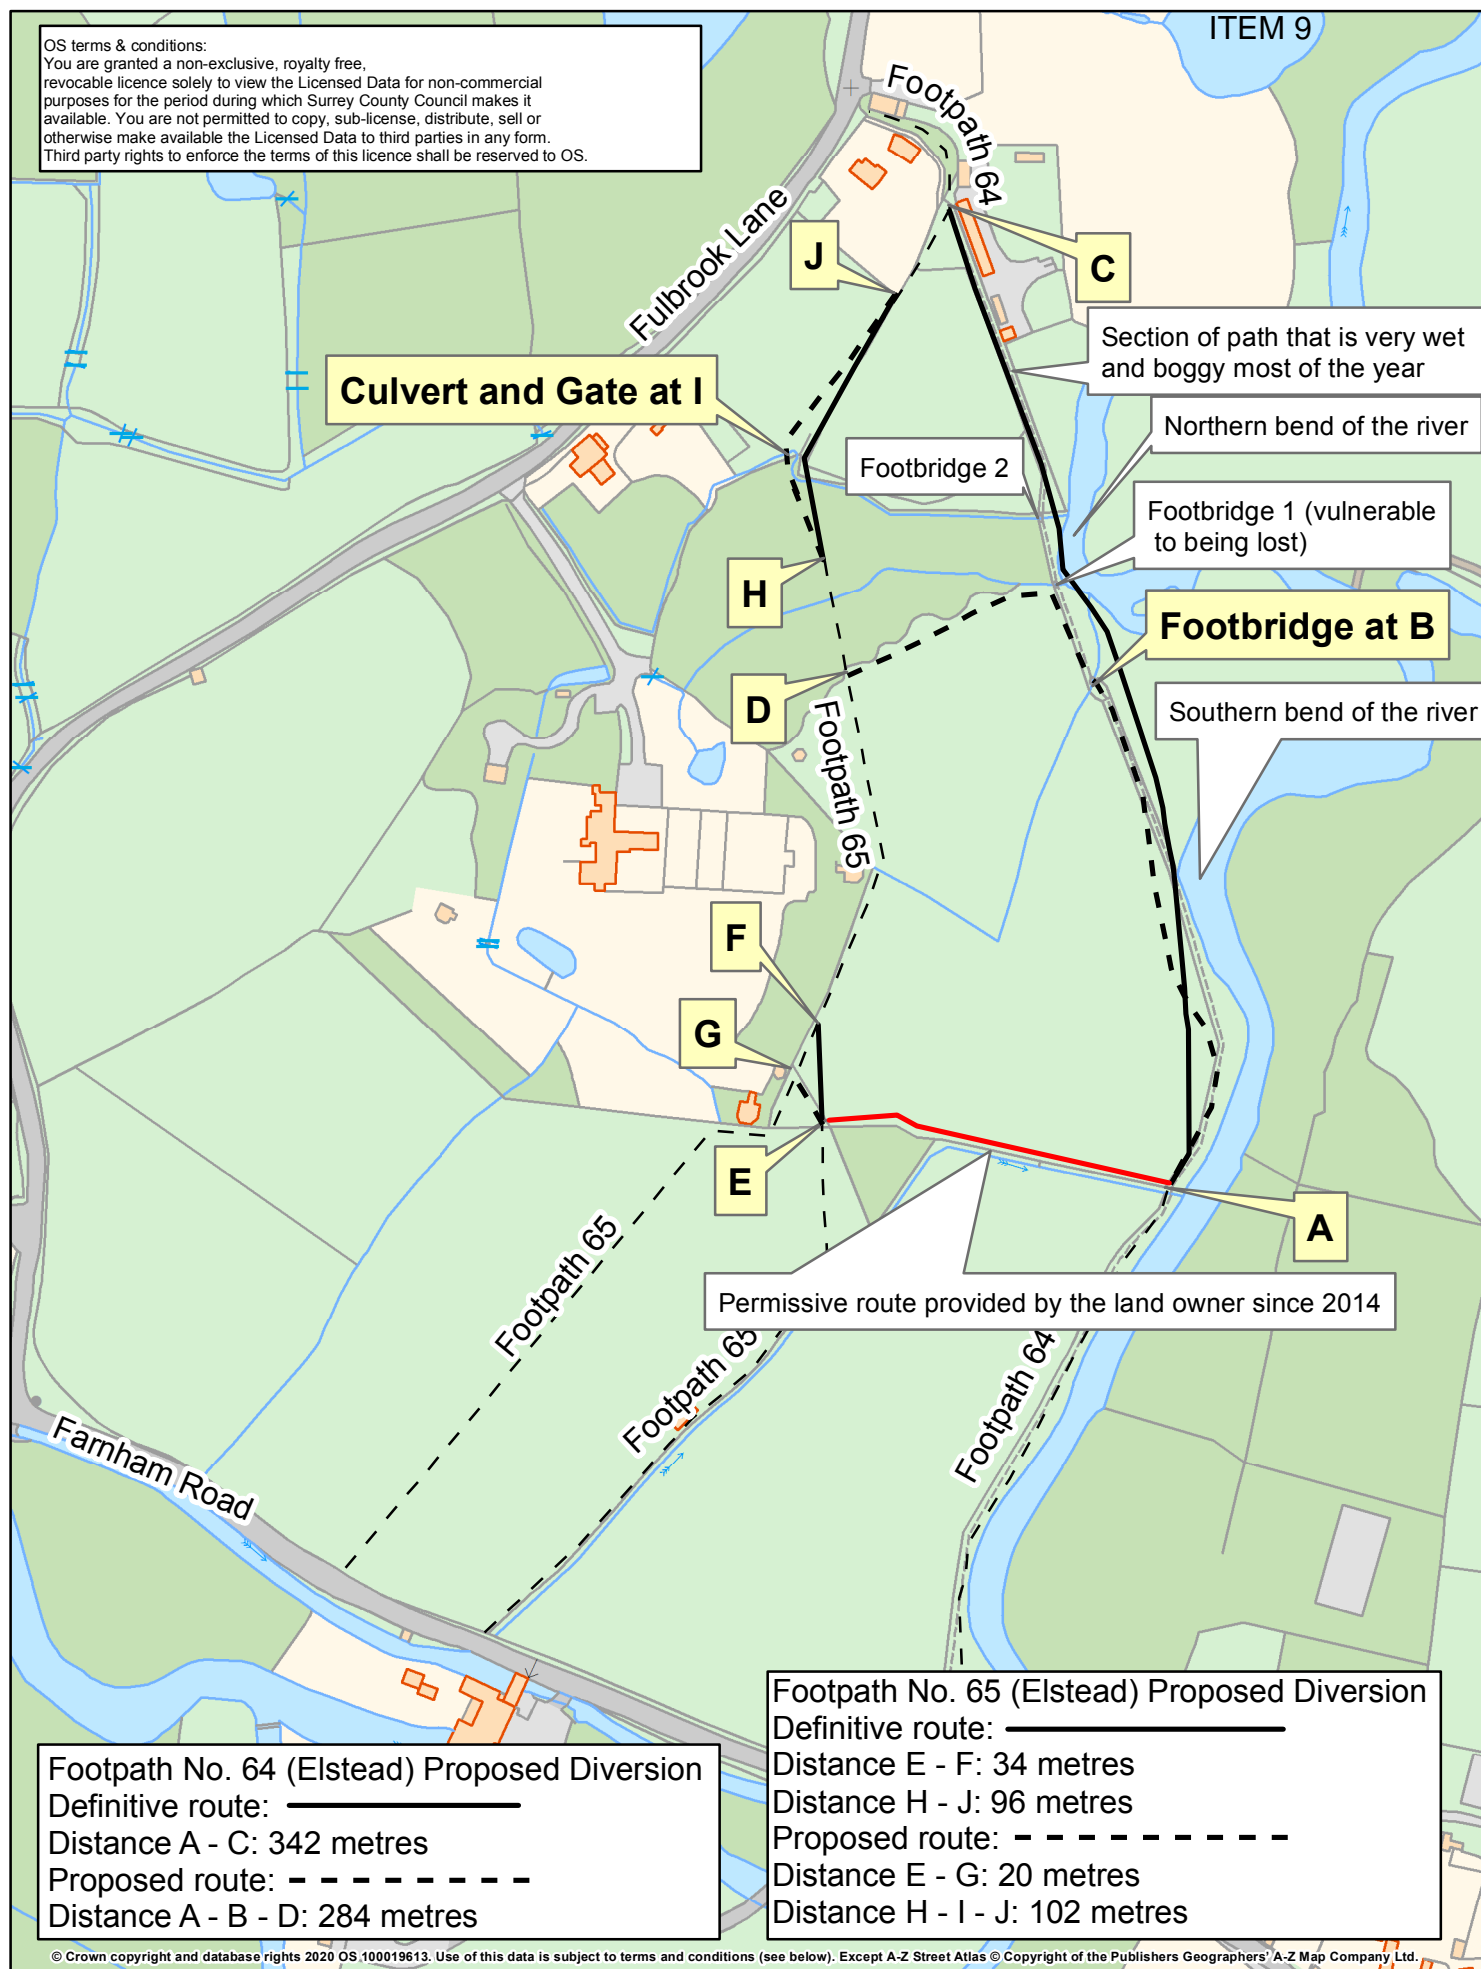 ITEM 9
OS terms & conditions:
You are granted a non-exclusive, royalty free,
revocable licence solely to view the Licensed Data for non-commercial
purposes for the period during which Surrey County Council makes it
available. You are not permitted to copy, sub-license, distribute, sell or
otherwise make available the Licensed Data to third parties in any form.
Third party rights to enforce the terms of this licence shall be reserved to OS.
Footpath 64
Fulbrook Lane
J
C
Section of path that is very wet
and boggy most of the year
Culvert and Gate at I
Northern bend of the river
Footbridge 2
Footbridge 1 (vulnerable
to being lost)
H
Footbridge at B
D
Southern bend of the river
Footpath 65
F
G
E
A
Footpath 65
Permissive route provided by the land owner since 2014
Footpath 65
Footpath 64
Farnham Road
Footpath No. 64 (Elstead) Proposed Diversion
Definitive route:
Distance A - C: 342 metres
Proposed route:
Distance A - B - D: 284 metres
Footpath No. 65 (Elstead) Proposed Diversion
Definitive route:
Distance E - F: 34 metres
Distance H - J: 96 metres
Proposed route:
Distance E - G: 20 metres
Distance H - I - J: 102 metres
© Crown copyright and database rights 2020 OS 100019613. Use of this data is subject to terms and conditions (see below). Except A-Z Street Atlas © Copyright of the Publishers Geographers' A-Z Map Company Ltd.